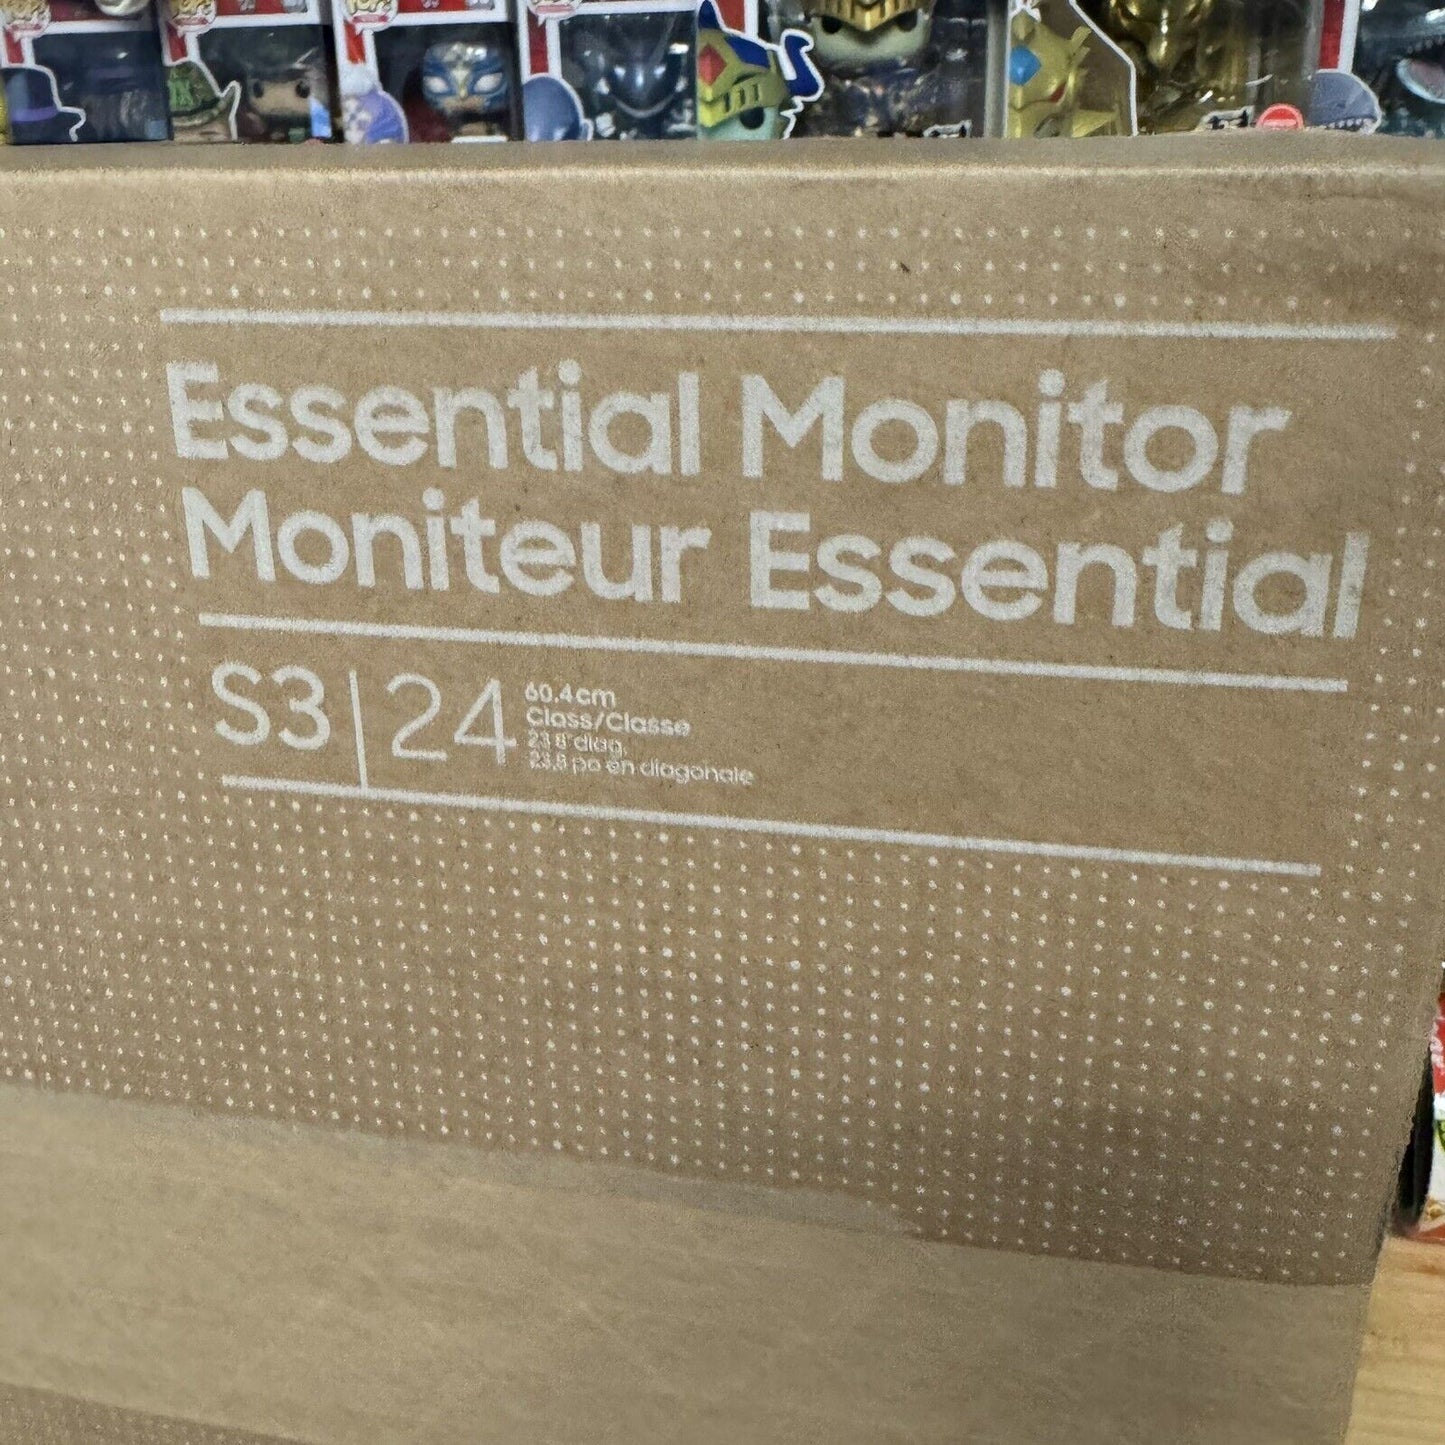 Essential Monitor
Moniteur Essential
S3 | 24
60.4cm
Class/Classe
23.8 diag.
23.8 po en diagonale